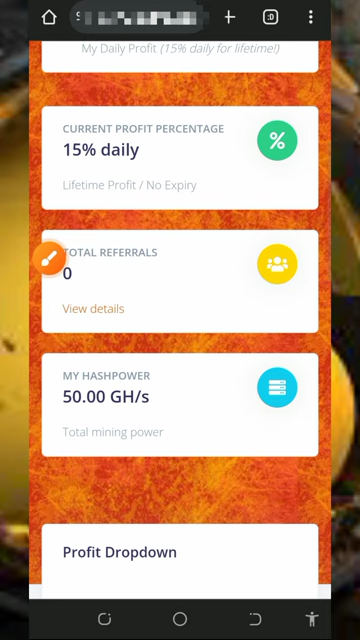 My Daily Profit (15% daily for lifetime!)
CURRENT PROFIT PERCENTAGE
15% daily
Lifetime Profit / No Expiry
TOTAL REFERRALS
0
View details
MY HASHPOWER
50.00 GH/s
Total mining power
Profit Dropdown